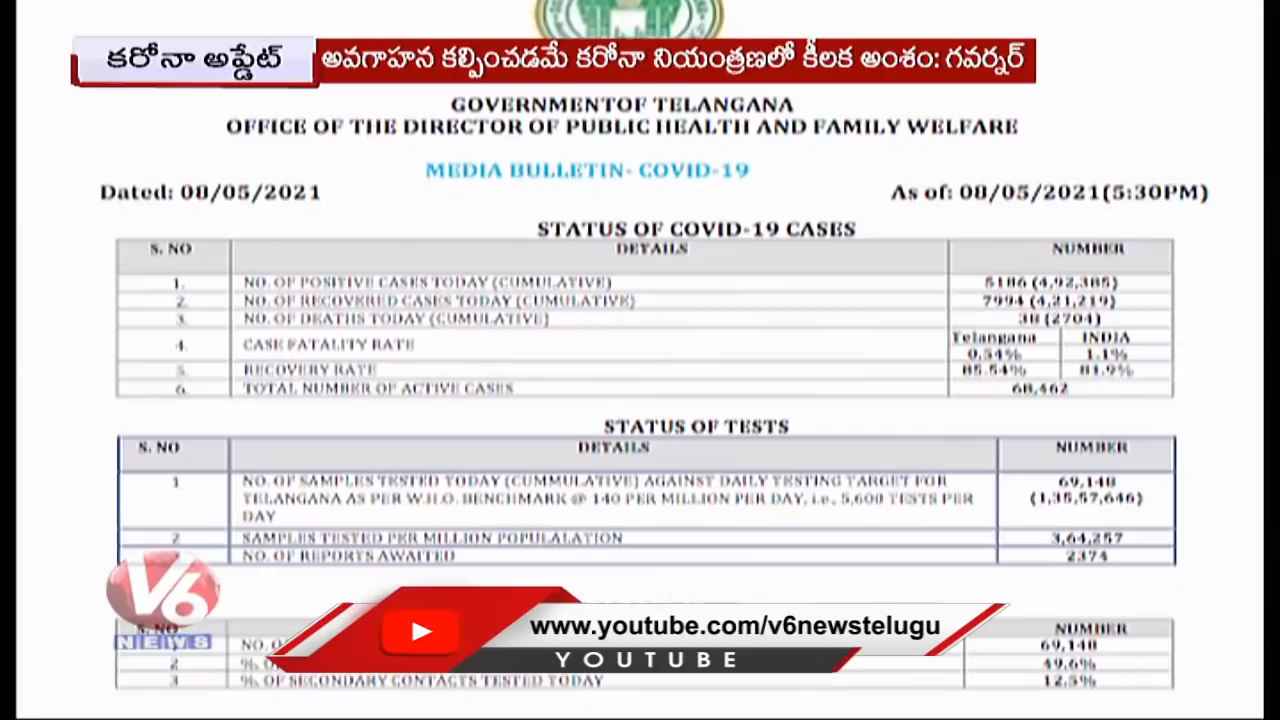 కరోనా అప్డేట్ అవగాహన కల్పించడమే కరోనా నియంత్రణలో కీలక అంశం: గవర్నర్
GOVERNMENTOF TELANGANA
OFFICE OF THE DIRECTOR OF PUBLIC HEALTH AND FAMILY WELFARE
MEDIA BULLETIN- COVID-19
Dated: 08/05/2021 As of: 08/05/2021(5:30PM)
STATUS OF COVID-19 CASES
S. NO DETAILS NUMBER
1. NO. OF POSITIVE CASES TODAY (CUMULATIVE) 5186 (4,92,385)
2. NO. OF RECOVERED CASES TODAY (CUMULATIVE) 7994 (4,21,219)
3. NO. OF DEATHS TODAY (CUMULATIVE) 38 (2704)
4. CASE FATALITY RATE Telangana INDIA
0.54% 1.1%
5. RECOVERY RATE 85.54% 81.9%
6. TOTAL NUMBER OF ACTIVE CASES 68,462
STATUS OF TESTS
S. NO DETAILS NUMBER
1 NO. OF SAMPLES TESTED TODAY (CUMMULATIVE) AGAINST DAILY TESTING TARGET FOR 69,148
TELANGANA AS PER W.H.O. BENCHMARK @ 140 PER MILLION PER DAY, i.e., 5,600 TESTS PER (1,35,57,646)
DAY
2 SAMPLES TESTED PER MILLION POPULALATION 3,64,257
NO. OF REPORTS AWAITED 2374
S. NO NUMBER
NO. 69,148
2 % 49.6%
3 % OF SECONDARY CONTACTS TESTED TODAY 12.5%
V6
NEWS
www.youtube.com/v6newstelugu
YOUTUBE